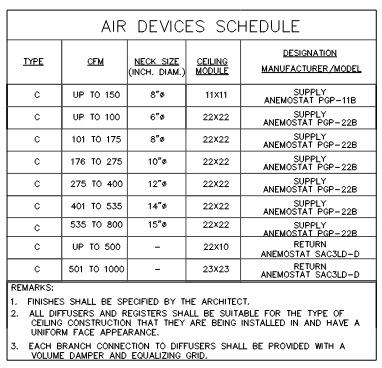 AIR DEVICES SCHEDULE
TYPE CFM NECK SIZE (INCH. DIAM.) CEILING MODULE DESIGNATION MANUFACTURER/MODEL
C UP TO 150 8"ø 11X11 SUPPLY ANEMOSTAT PGP-11B
C UP TO 100 6"ø 22X22 SUPPLY ANEMOSTAT PGP-22B
C 101 TO 175 8"ø 22X22 SUPPLY ANEMOSTAT PGP-22B
C 176 TO 275 10"ø 22X22 SUPPLY ANEMOSTAT PGP-22B
C 275 TO 400 12"ø 22X22 SUPPLY ANEMOSTAT PGP-22B
C 401 TO 535 14"ø 22X22 SUPPLY ANEMOSTAT PGP-22B
C 535 TO 800 15"ø 22X22 SUPPLY ANEMOSTAT PGP-22B
C UP TO 500 - 22X10 RETURN ANEMOSTAT SAC3LD-D
C 501 TO 1000 - 23X23 RETURN ANEMOSTAT SAC3LD-D
REMARKS:
1. FINISHES SHALL BE SPECIFIED BY THE ARCHITECT.
2. ALL DIFFUSERS AND REGISTERS SHALL BE SUITABLE FOR THE TYPE OF
CEILING CONSTRUCTION THAT THEY ARE BEING INSTALLED IN AND HAVE A
UNIFORM FACE APPEARANCE.
3. EACH BRANCH CONNECTION TO DIFFUSERS SHALL BE PROVIDED WITH A
VOLUME DAMPER AND EQUALIZING GRID.